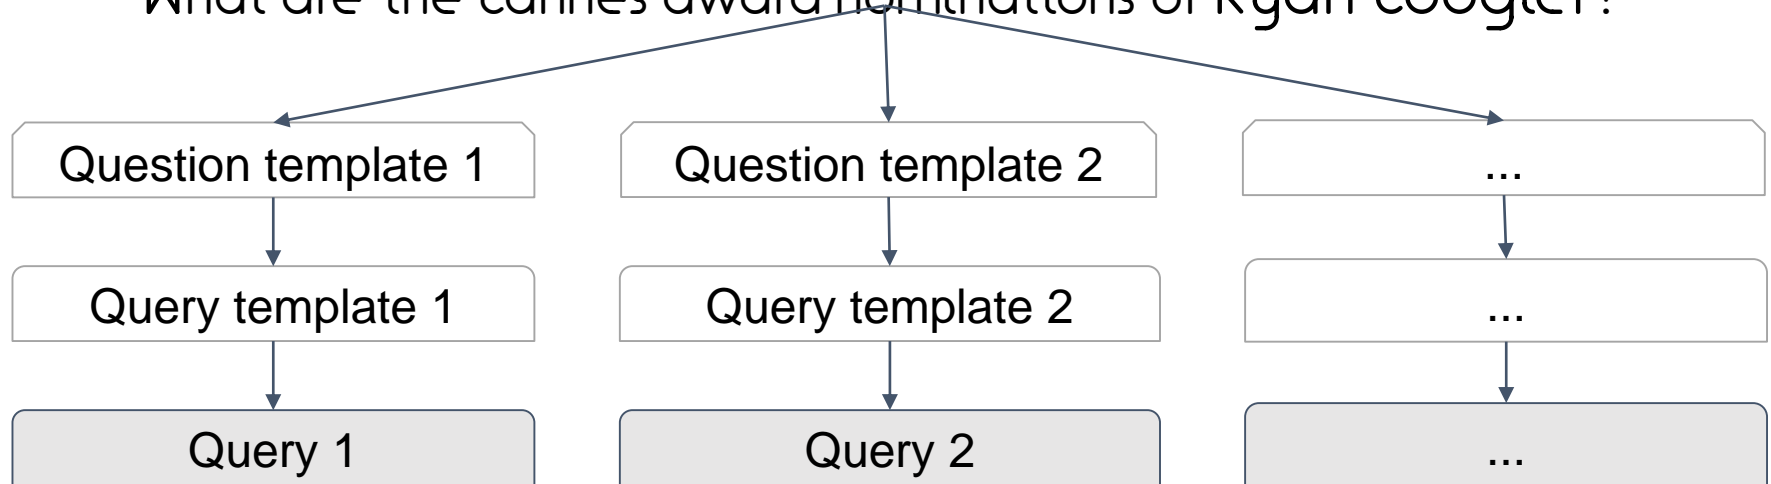 What are the cannes award nominations of Ryan Coogler?
Question template 1 Question template 2 ...
Query template 1 Query template 2 ...
Query 1 Query 2 ...